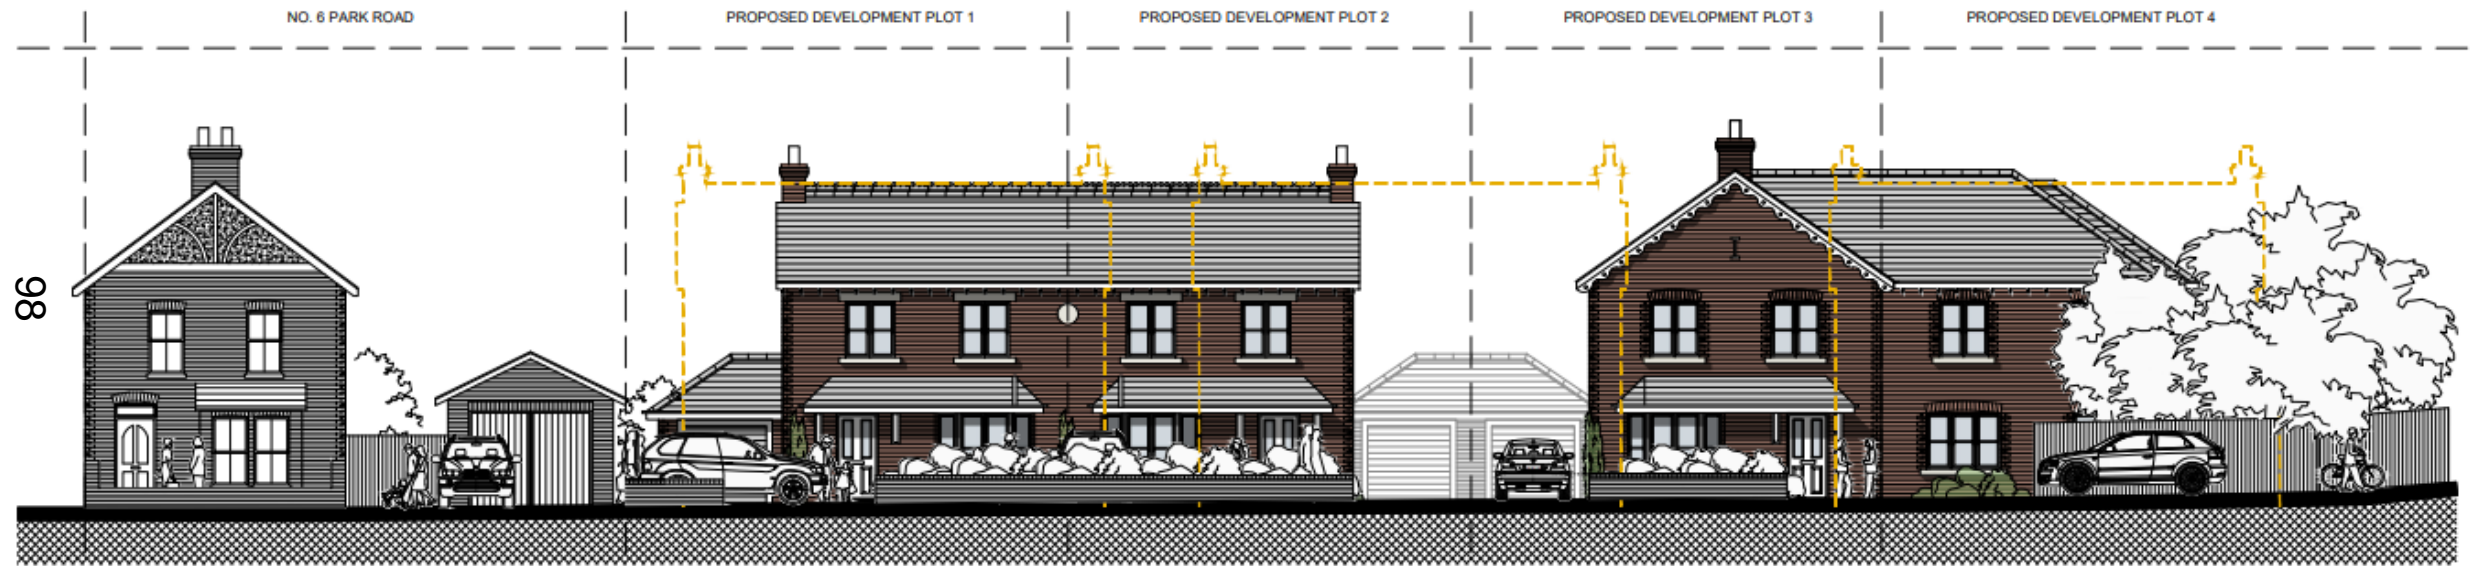 NO. 6 PARK ROAD
PROPOSED DEVELOPMENT PLOT 1
PROPOSED DEVELOPMENT PLOT 2
PROPOSED DEVELOPMENT PLOT 3
PROPOSED DEVELOPMENT PLOT 4
98